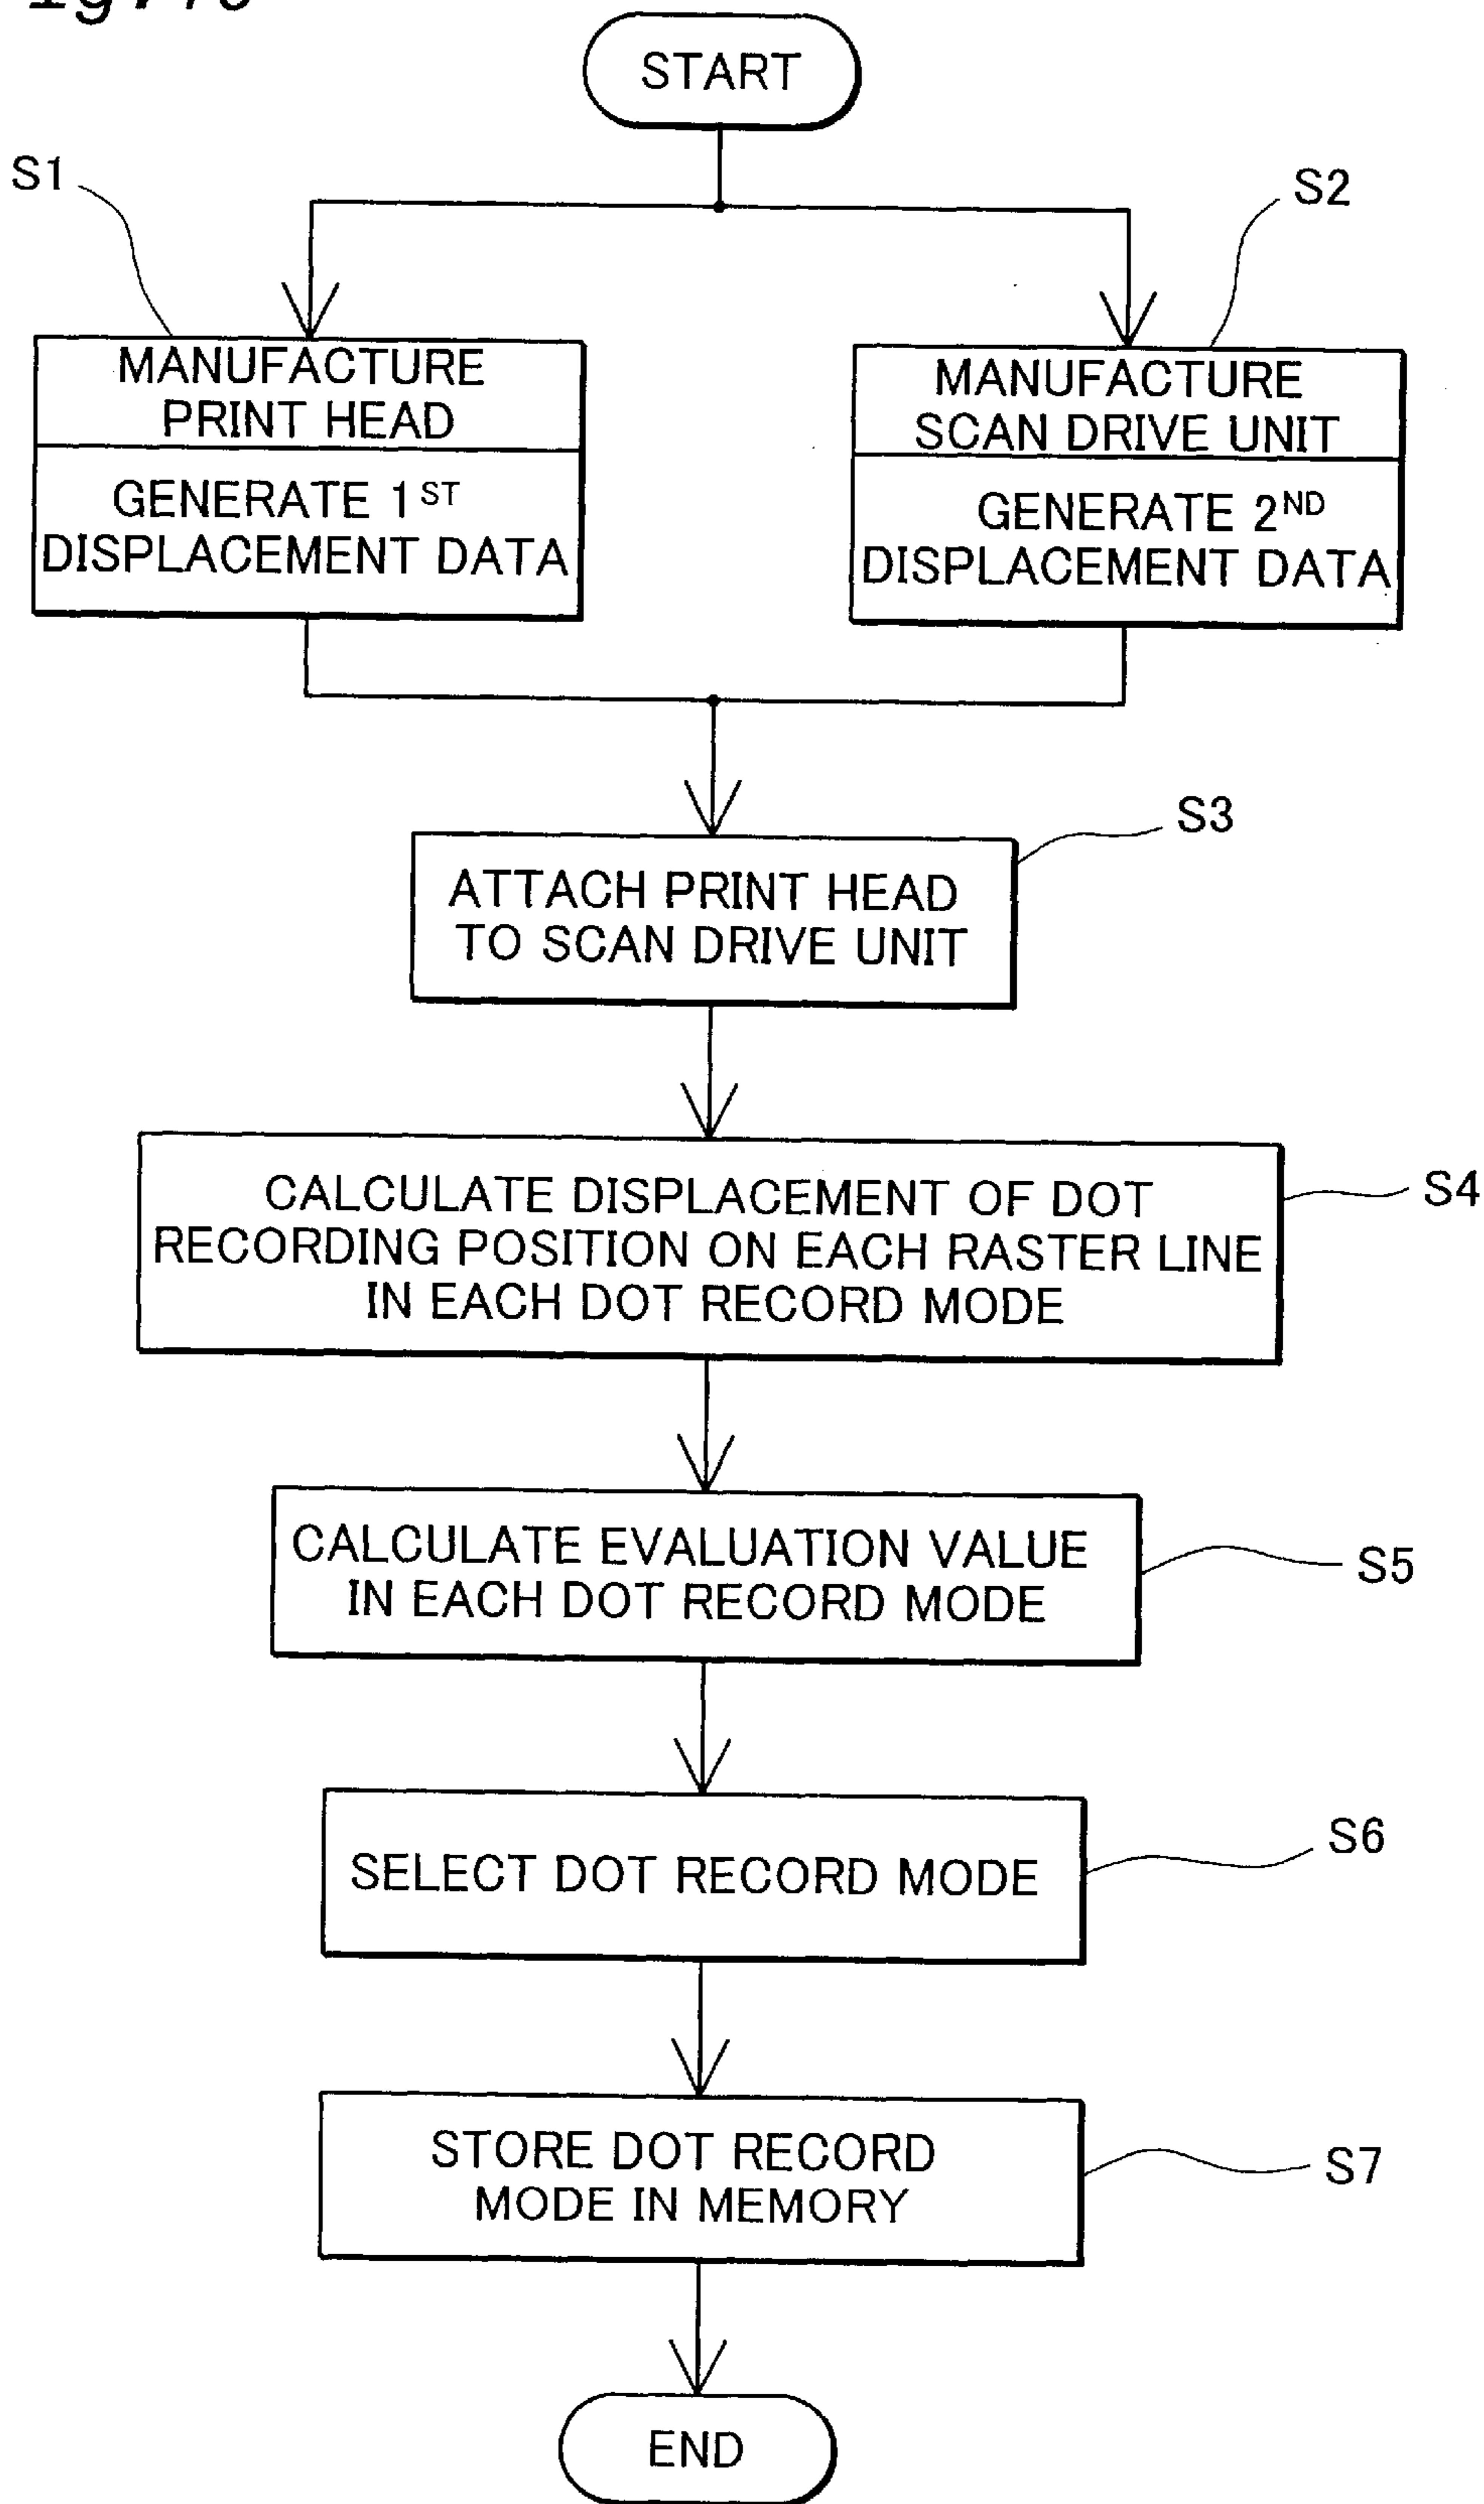 START
S1
S2
MANUFACTURE
PRINT HEAD
GENERATE 1ST
DISPLACEMENT DATA
MANUFACTURE
SCAN DRIVE UNIT
GENERATE 2ND
DISPLACEMENT DATA
S3
ATTACH PRINT HEAD
TO SCAN DRIVE UNIT
S4
CALCULATE DISPLACEMENT OF DOT
RECORDING POSITION ON EACH RASTER LINE
IN EACH DOT RECORD MODE
CALCULATE EVALUATION VALUE
IN EACH DOT RECORD MODE
S5
S6
SELECT DOT RECORD MODE
STORE DOT RECORD
MODE IN MEMORY
S7
END